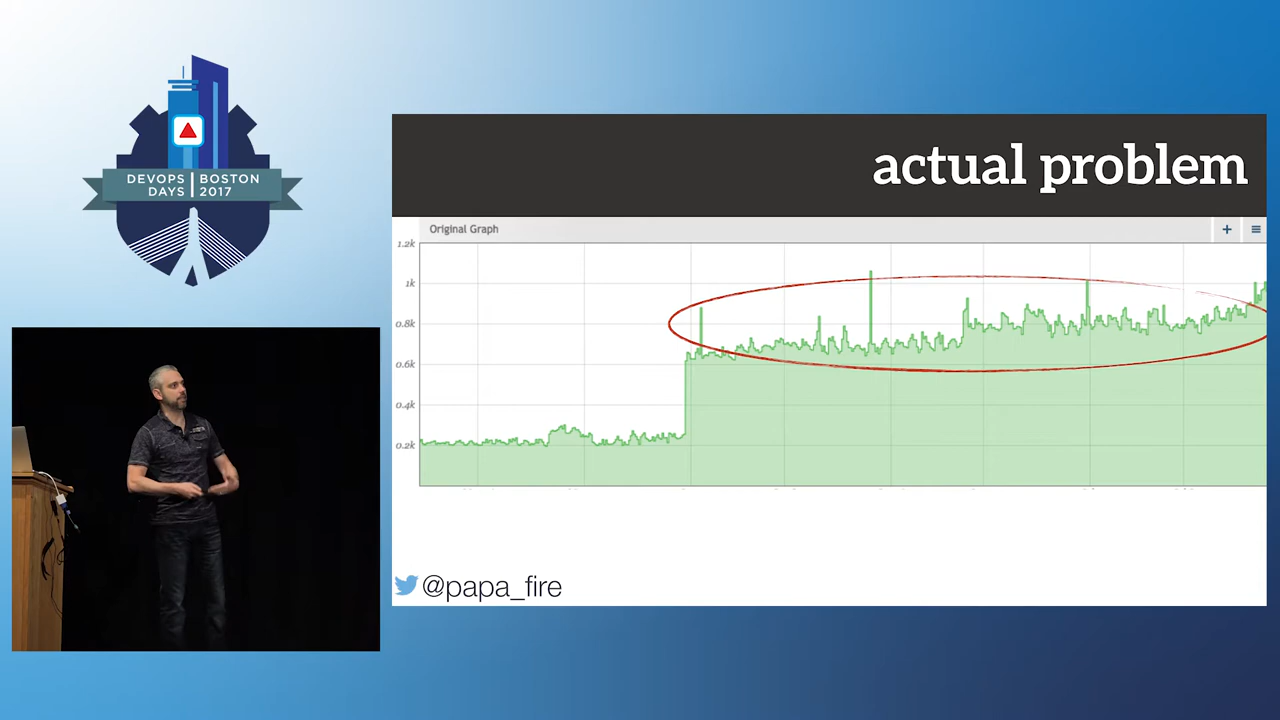 DEVOPS | BOSTON
DAYS | 2017
actual problem
Original Graph
1.2k
1k
0.8k
0.6k
0.4k
0.2k
@papa_fire